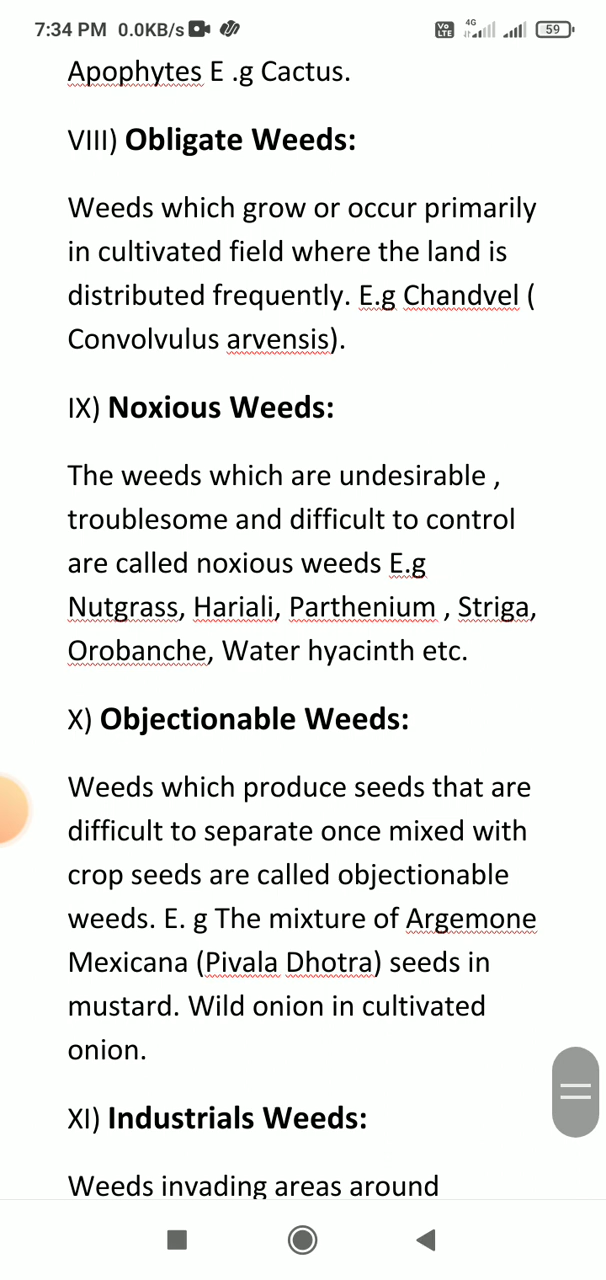 7:34 PM 0.0KB/s
Vo LTE 4G 59
Apophytes E .g Cactus.
VIII) Obligate Weeds:
Weeds which grow or occur primarily
in cultivated field where the land is
distributed frequently. E.g Chandvel (
Convolvulus arvensis).
IX) Noxious Weeds:
The weeds which are undesirable ,
troublesome and difficult to control
are called noxious weeds E.g
Nutgrass, Hariali, Parthenium , Striga,
Orobanche, Water hyacinth etc.
X) Objectionable Weeds:
Weeds which produce seeds that are
difficult to separate once mixed with
crop seeds are called objectionable
weeds. E. g The mixture of Argemone
Mexicana (Pivala Dhotra) seeds in
mustard. Wild onion in cultivated
onion.
XI) Industrials Weeds:
Weeds invading areas around